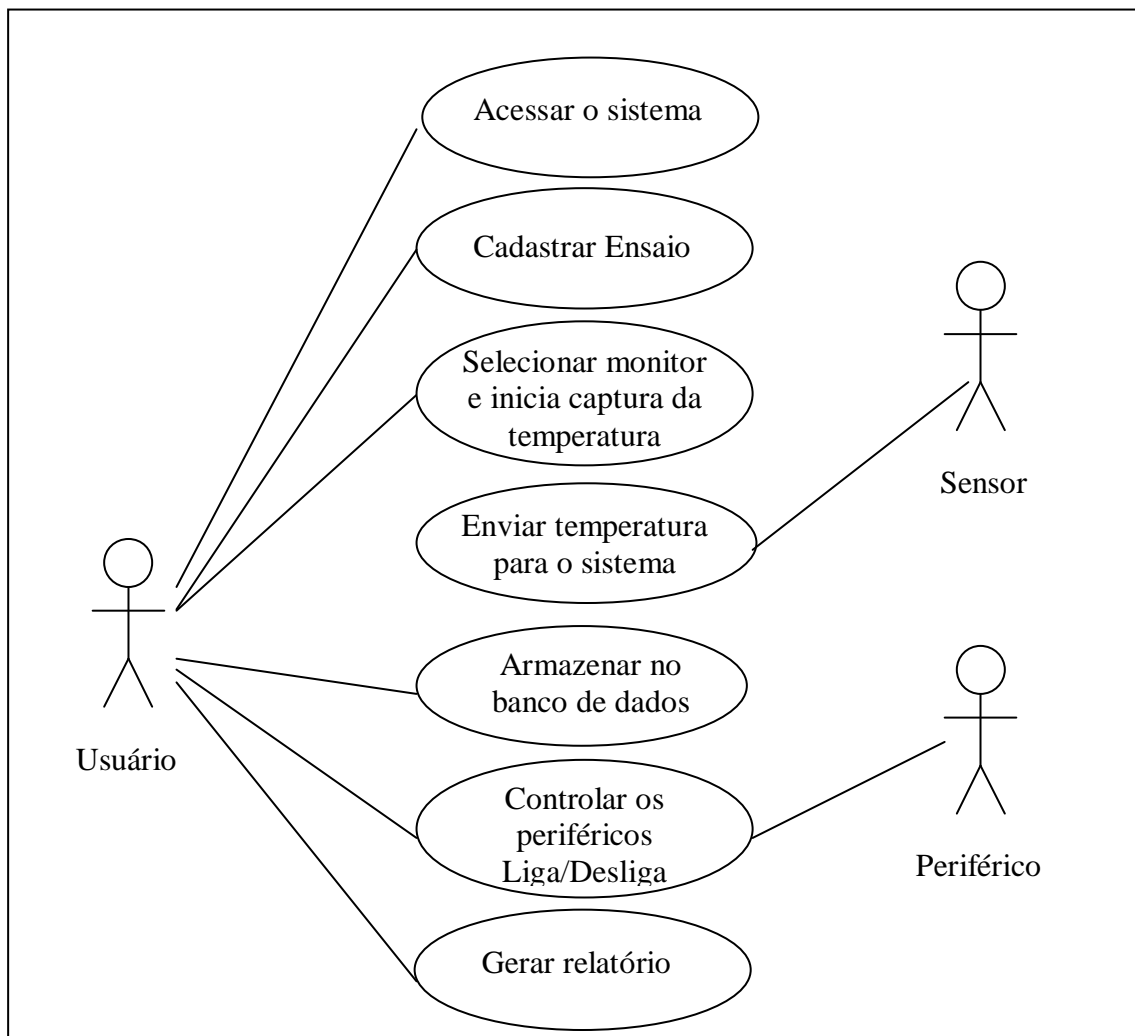 Acessar o sistema
Cadastrar Ensaio
Selecionar monitor
e inicia captura da
temperatura
Sensor
Enviar temperatura
para o sistema
Armazenar no
banco de dados
Usuário
Controlar os
periféricos
Liga/Desliga
Periférico
Gerar relatório